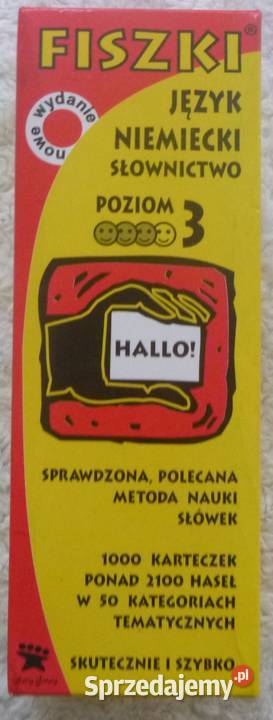 FISZKI®
nowe wydanie
JĘZYK
NIEMIECKI
SŁOWNICTWO
POZIOM 3
HALLO!
SPRAWDZONA, POLECANA
METODA NAUKI
SŁÓWEK
1000 KARTECZEK
PONAD 2100 HASEŁ
W 50 KATEGORIACH
TEMATYCZNYCH
SKUTECZNIE I SZYBKO
Sprzedajemy.pl